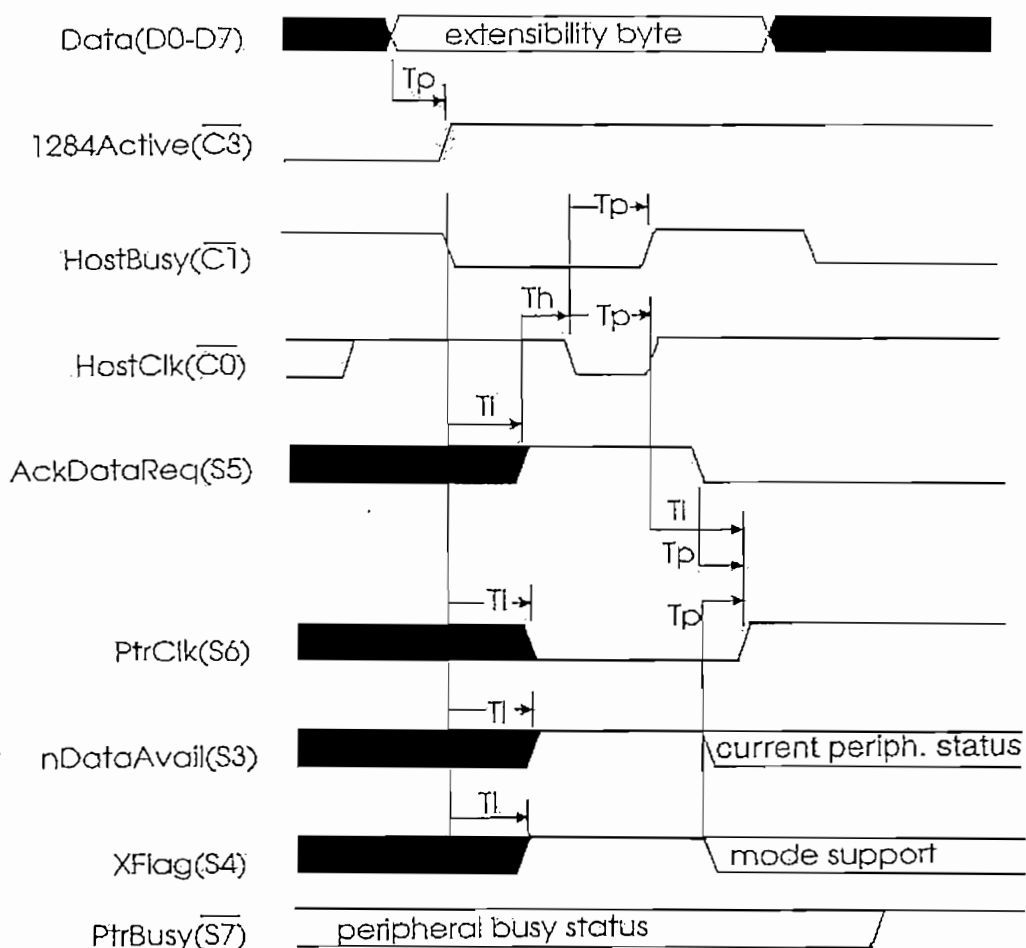 Data(D0-D7)
extensibility byte
Tp
1284Active(C3)
Tp
HostBusy(C1)
Th
Tp
HostClk(C0)
Tl
AckDataReq(S5)
Tl
Tp
Tl
Tp
PtrClk(S6)
Tl
nDataAvail(S3)
current periph. status
Tl
XFlag(S4)
mode support
PtrBusy(S7)
peripheral busy status